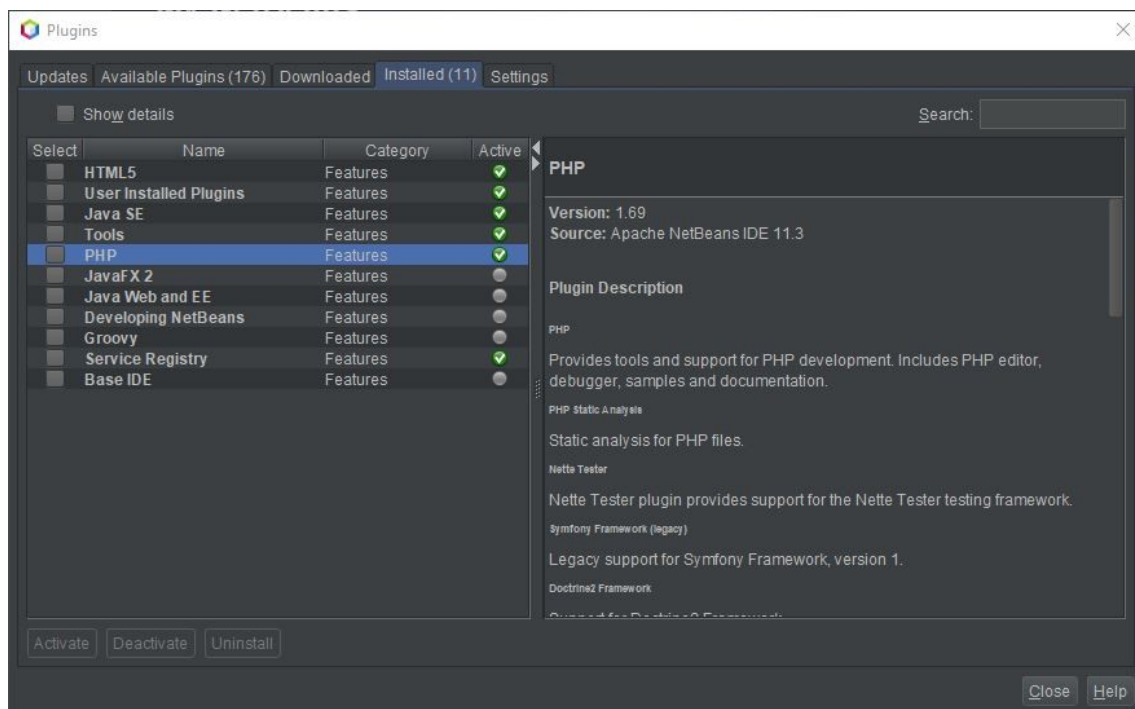 Plugins
Updates Available Plugins (176) Downloaded Installed (11) Settings
Show details Search:
Select Name Category Active
HTML5 Features
User Installed Plugins Features
Java SE Features
Tools Features
PHP Features
JavaFX 2 Features
Java Web and EE Features
Developing NetBeans Features
Groovy Features
Service Registry Features
Base IDE Features
PHP
Version: 1.69
Source: Apache NetBeans IDE 11.3
Plugin Description
PHP
Provides tools and support for PHP development. Includes PHP editor,
debugger, samples and documentation.
PHP Static Analysis
Static analysis for PHP files.
Nette Tester
Nette Tester plugin provides support for the Nette Tester testing framework.
Symfony Framework (legacy)
Legacy support for Symfony Framework, version 1.
Doctrine2 Framework
Support for Doctrine2 Framework
Activate Deactivate Uninstall
Close Help